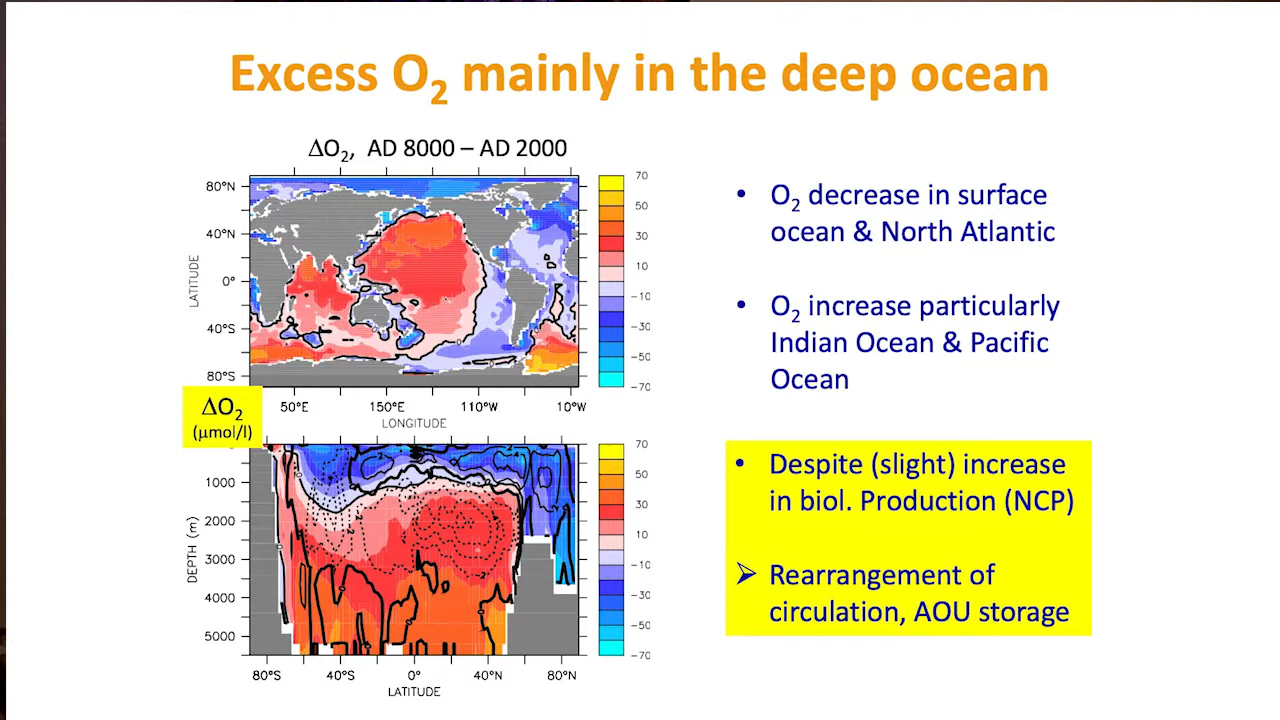 Excess O₂ mainly in the deep ocean
ΔO₂, AD 8000 – AD 2000
80°N
40°N
0°
40°S
80°S
LATITUDE
50°E 150°E 110°W 10°W
LONGITUDE
70
50
30
10
−10
−30
−50
−70
ΔO₂
(μmol/l)
1000
2000
3000
4000
5000
DEPTH (m)
80°S 40°S 0° 40°N 80°N
LATITUDE
70
50
30
10
−10
−30
−50
−70
• O₂ decrease in surface
ocean & North Atlantic
• O₂ increase particularly
Indian Ocean & Pacific
Ocean
• Despite (slight) increase
in biol. Production (NCP)
➢ Rearrangement of
circulation, AOU storage